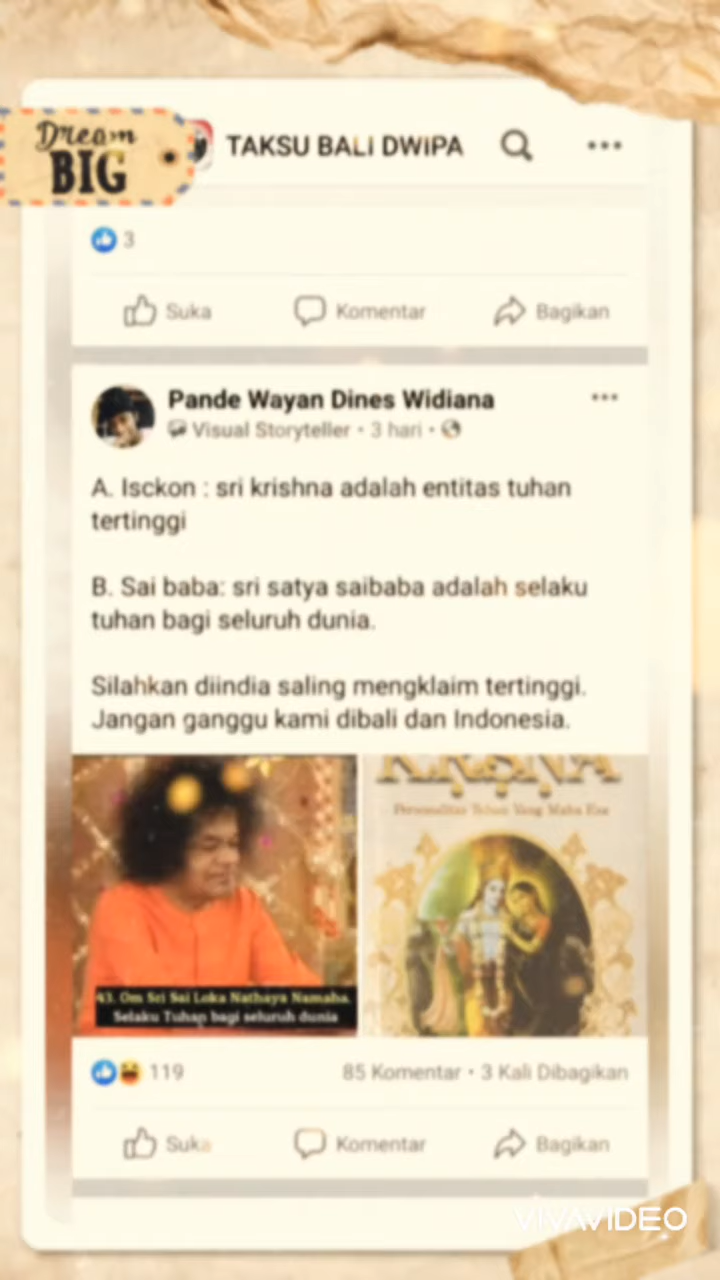 Dream
BIG
TAKSU BALI DWIPA
3
Suka
Komentar
Bagikan
Pande Wayan Dines Widiana
Visual Storyteller • 3 hari •
A. Isckon : sri krishna adalah entitas tuhan
tertinggi
B. Sai baba: sri satya saibaba adalah selaku
tuhan bagi seluruh dunia.
Silahkan diindia saling mengklaim tertinggi.
Jangan ganggu kami dibali dan Indonesia.
KRSNA
Personalitas Tuhan Yang Maha Esa
43. Om Sri Sai Loka Nathaya Namaha.
Selaku Tuhan bagi seluruh dunia
119
85 Komentar • 3 Kali Dibagikan
Suka
Komentar
Bagikan
VIVAVIDEO